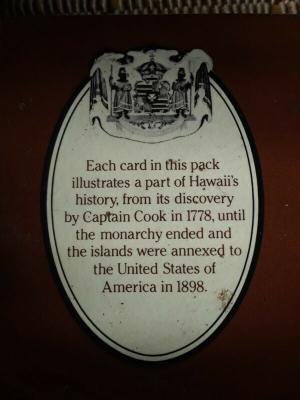 Each card in this pack
illustrates a part of Hawaii's
history, from its discovery
by Captain Cook in 1778, until
the monarchy ended and
the islands were annexed to
the United States of
America in 1898.